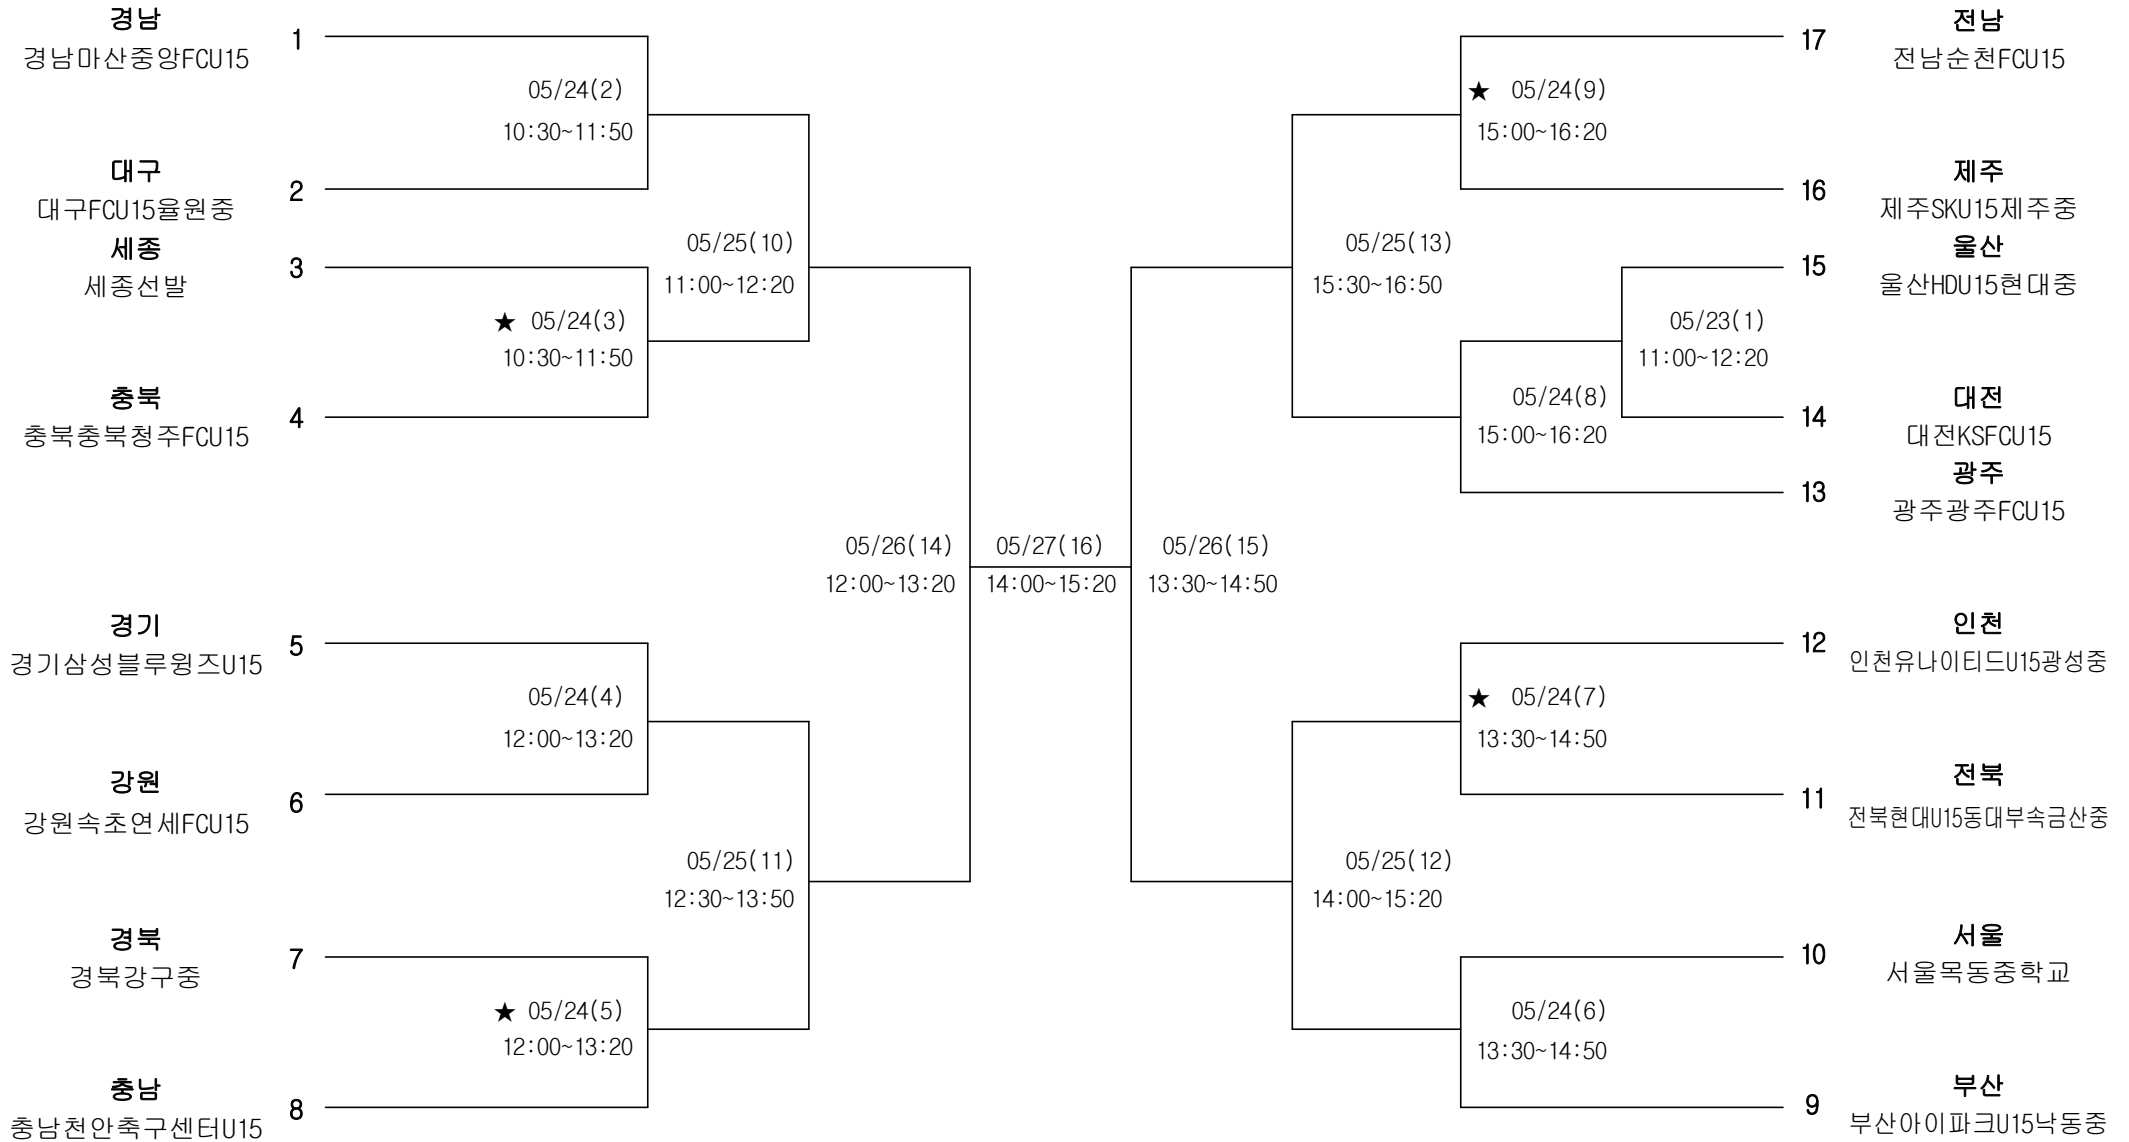 경남
경남마산중앙FCU15
1
05/24(2)
10:30~11:50
대구
대구FCU15율원중
2
세종
세종선발
3
05/25(10)
11:00~12:20
★ 05/24(3)
10:30~11:50
충북
충북충북청주FCU15
4
05/26(14)
12:00~13:20
경기
경기삼성블루윙즈U15
5
05/24(4)
12:00~13:20
강원
강원속초연세FCU15
6
05/25(11)
12:30~13:50
경북
경북강구중
7
★ 05/24(5)
12:00~13:20
충남
충남천안축구센터U15
8
05/27(16)
14:00~15:20
17
전남
전남순천FCU15
★ 05/24(9)
15:00~16:20
16
제주
제주SKU15제주중
05/25(13)
15:30~16:50
15
울산
울산HDU15현대중
05/23(1)
11:00~12:20
05/24(8)
15:00~16:20
14
대전
대전KSFCU15
13
광주
광주광주FCU15
05/26(15)
13:30~14:50
12
인천
인천유나이티드U15광성중
★ 05/24(7)
13:30~14:50
11
전북
전북현대U15동대부속금산중
05/25(12)
14:00~15:20
10
서울
서울목동중학교
05/24(6)
13:30~14:50
9
부산
부산아이파크U15낙동중